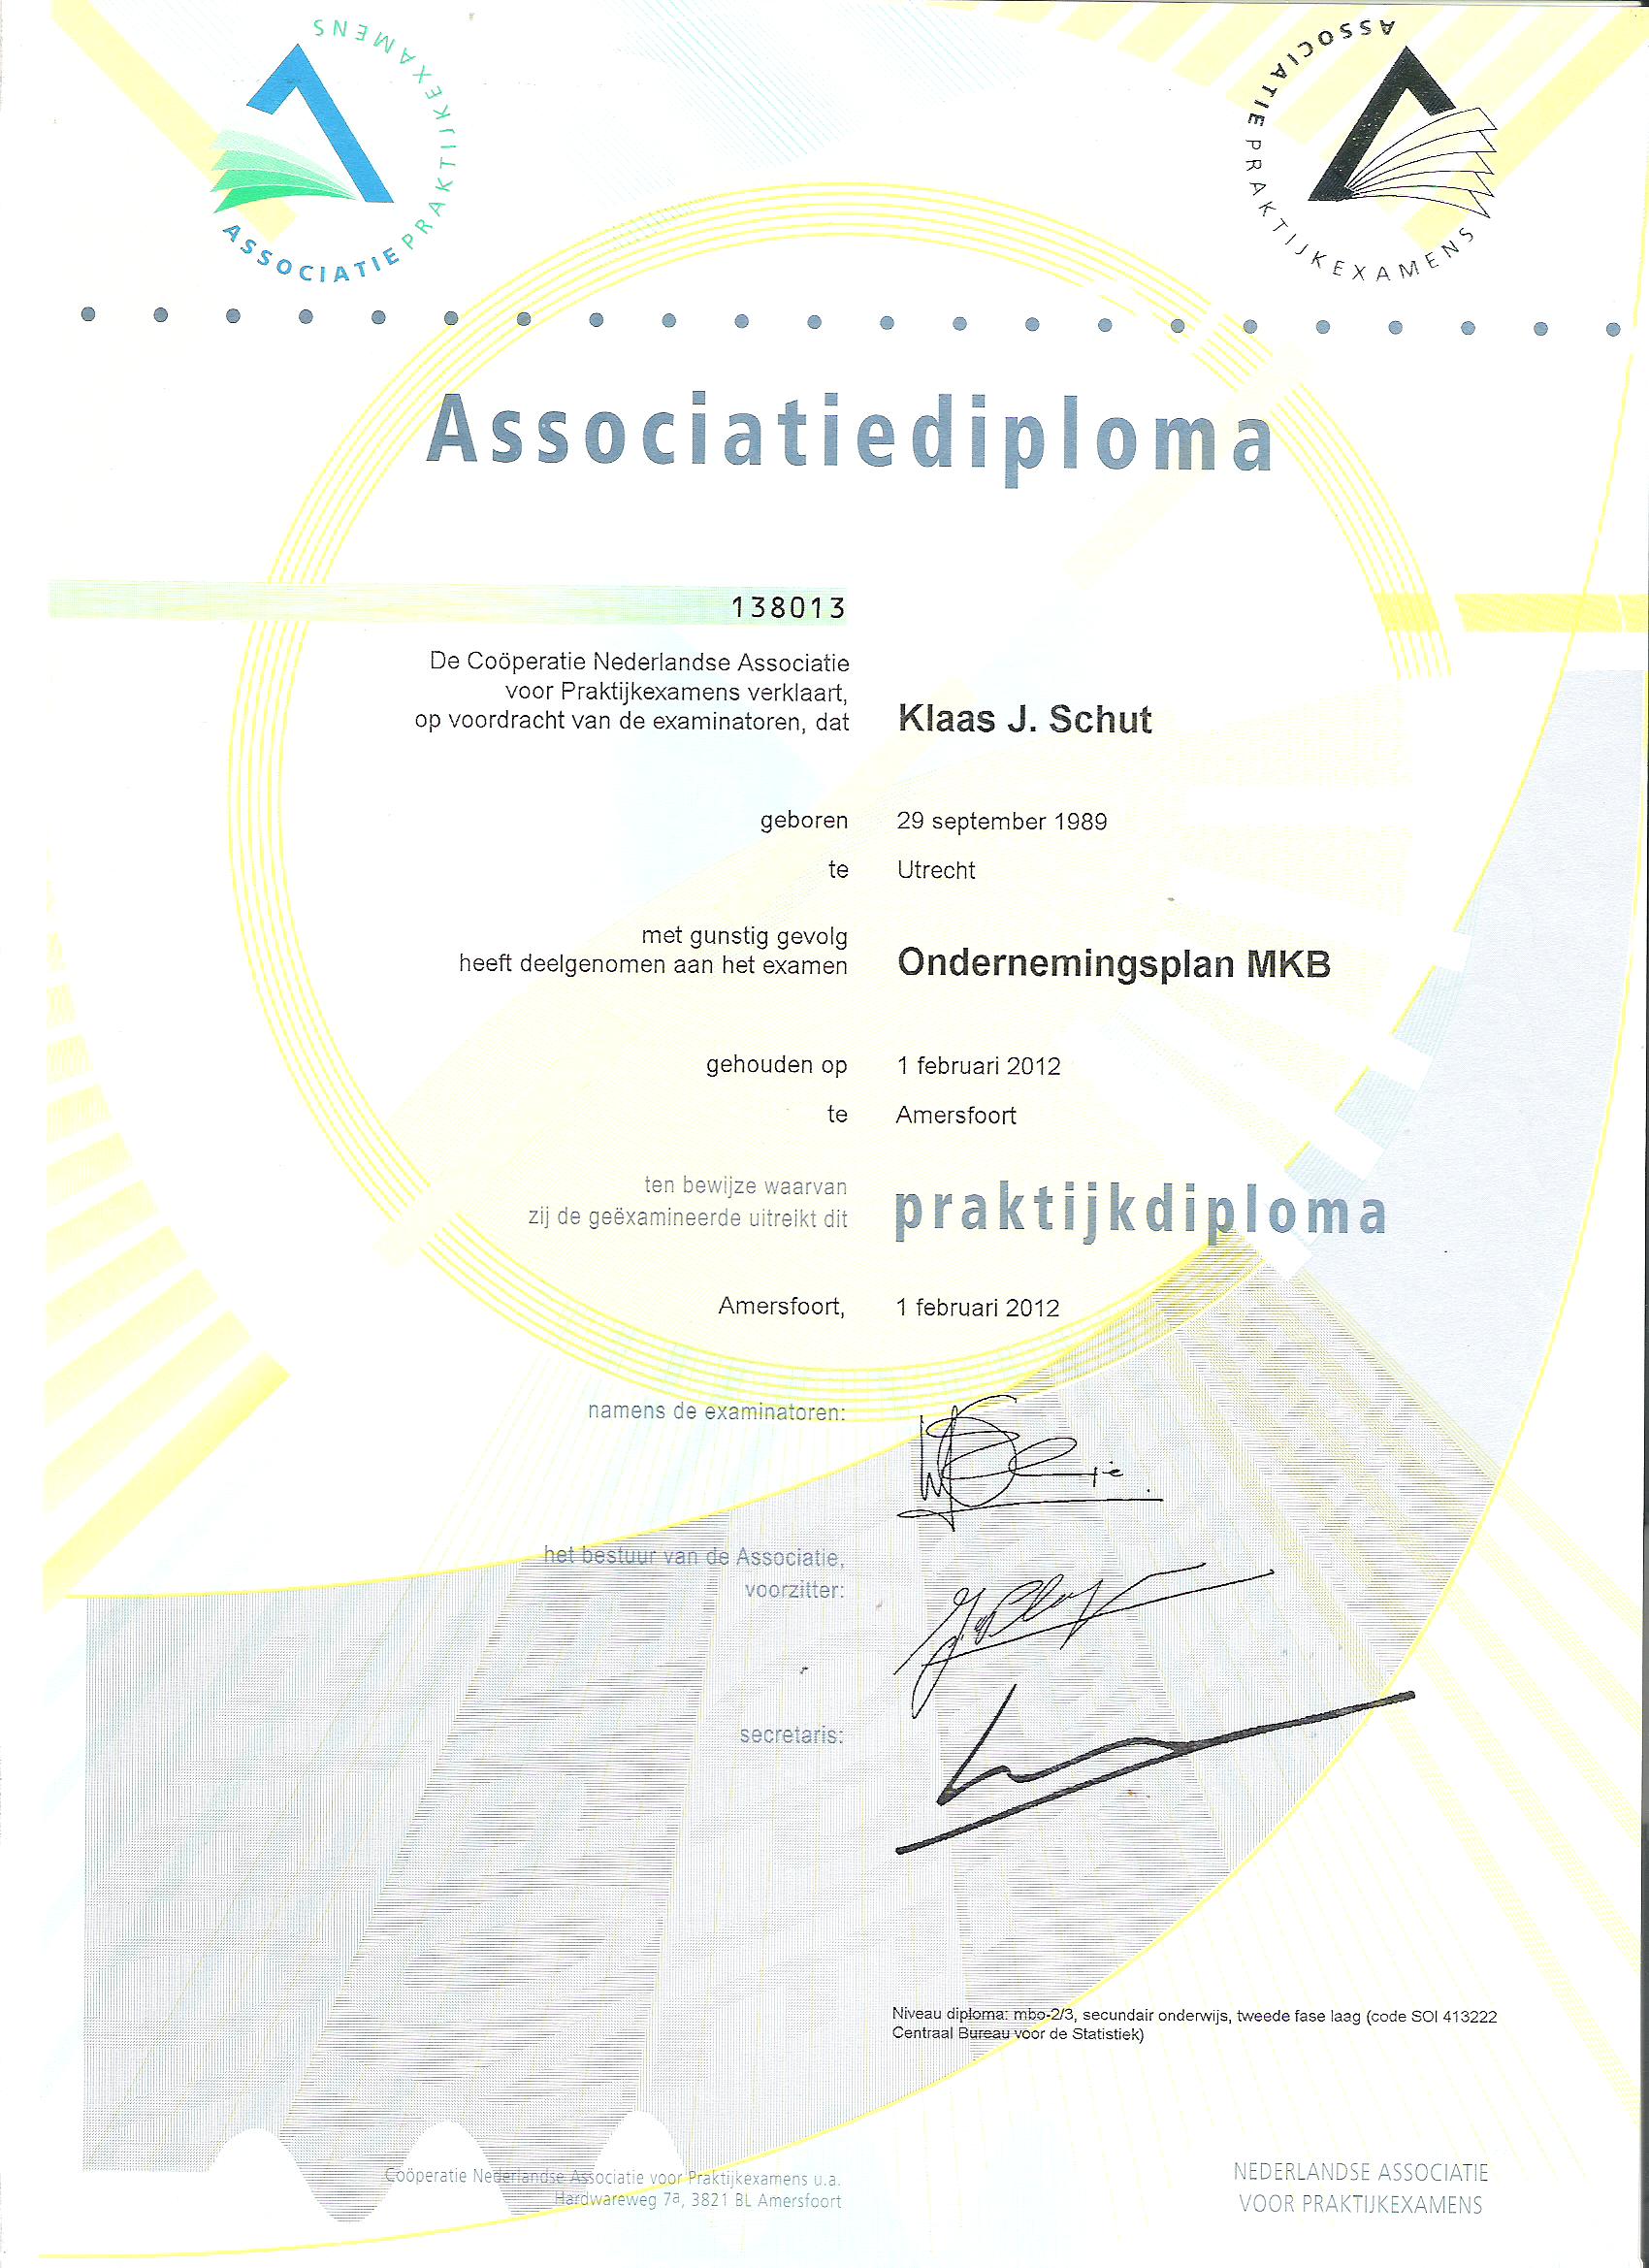 ASSOCIATIEPRAKTIJKEXAMENS
ASSOCIATIEPRAKTIJKEXAMENS
Associatiediploma
138013
De Coöperatie Nederlandse Associatie
voor Praktijkexamens verklaart,
op voordracht van de examinatoren, dat Klaas J. Schut
geboren 29 september 1989
te Utrecht
met gunstig gevolg
heeft deelgenomen aan het examen Ondernemingsplan MKB
gehouden op 1 februari 2012
te Amersfoort
ten bewijze waarvan
zij de geëxamineerde uitreikt dit praktijkdiploma
Amersfoort, 1 februari 2012
namens de examinatoren:
het bestuur van de Associatie,
voorzitter:
secretaris:
Niveau diploma: mbo-2/3, secundair onderwijs, tweede fase laag (code SOI 413222
Centraal Bureau voor de Statistiek)
Coöperatie Nederlandse Associatie voor Praktijkexamens u.a.
Hardwareweg 7a, 3821 BL Amersfoort
NEDERLANDSE ASSOCIATIE
VOOR PRAKTIJKEXAMENS